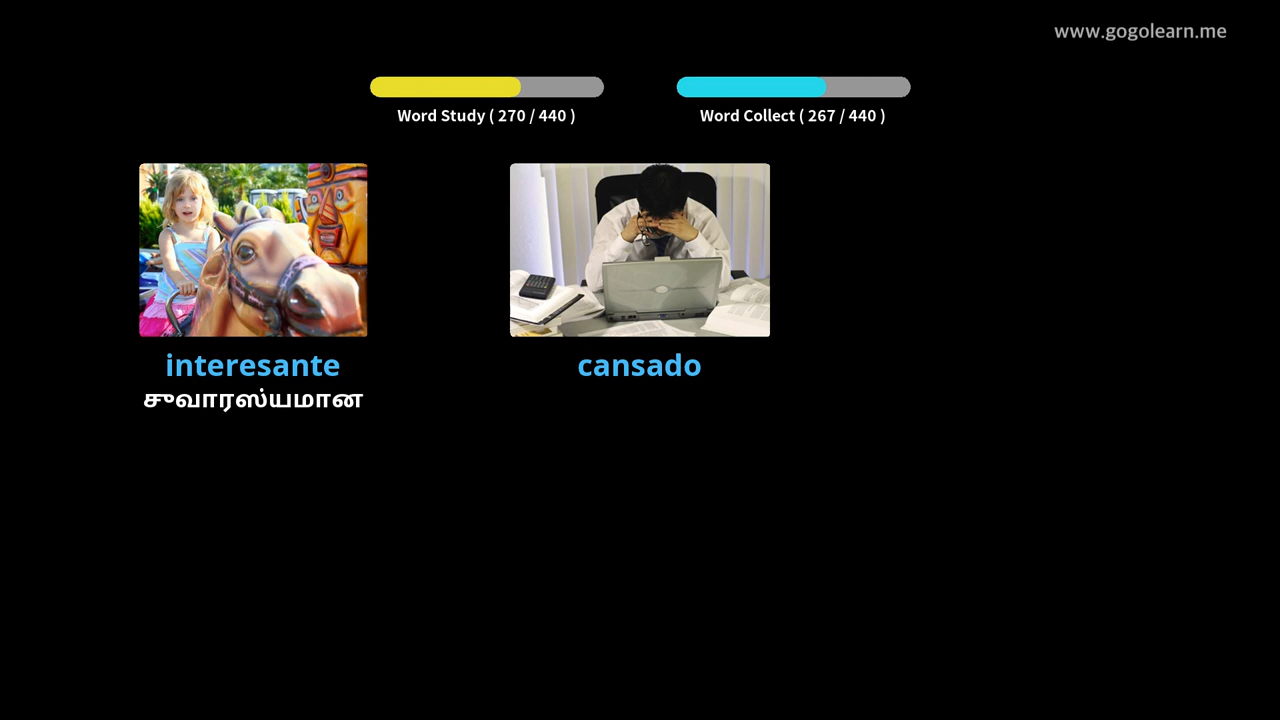 www.gogolearn.me
Word Study ( 270 / 440 )
Word Collect ( 267 / 440 )
interesante
சுவாரஸ்யமான
cansado